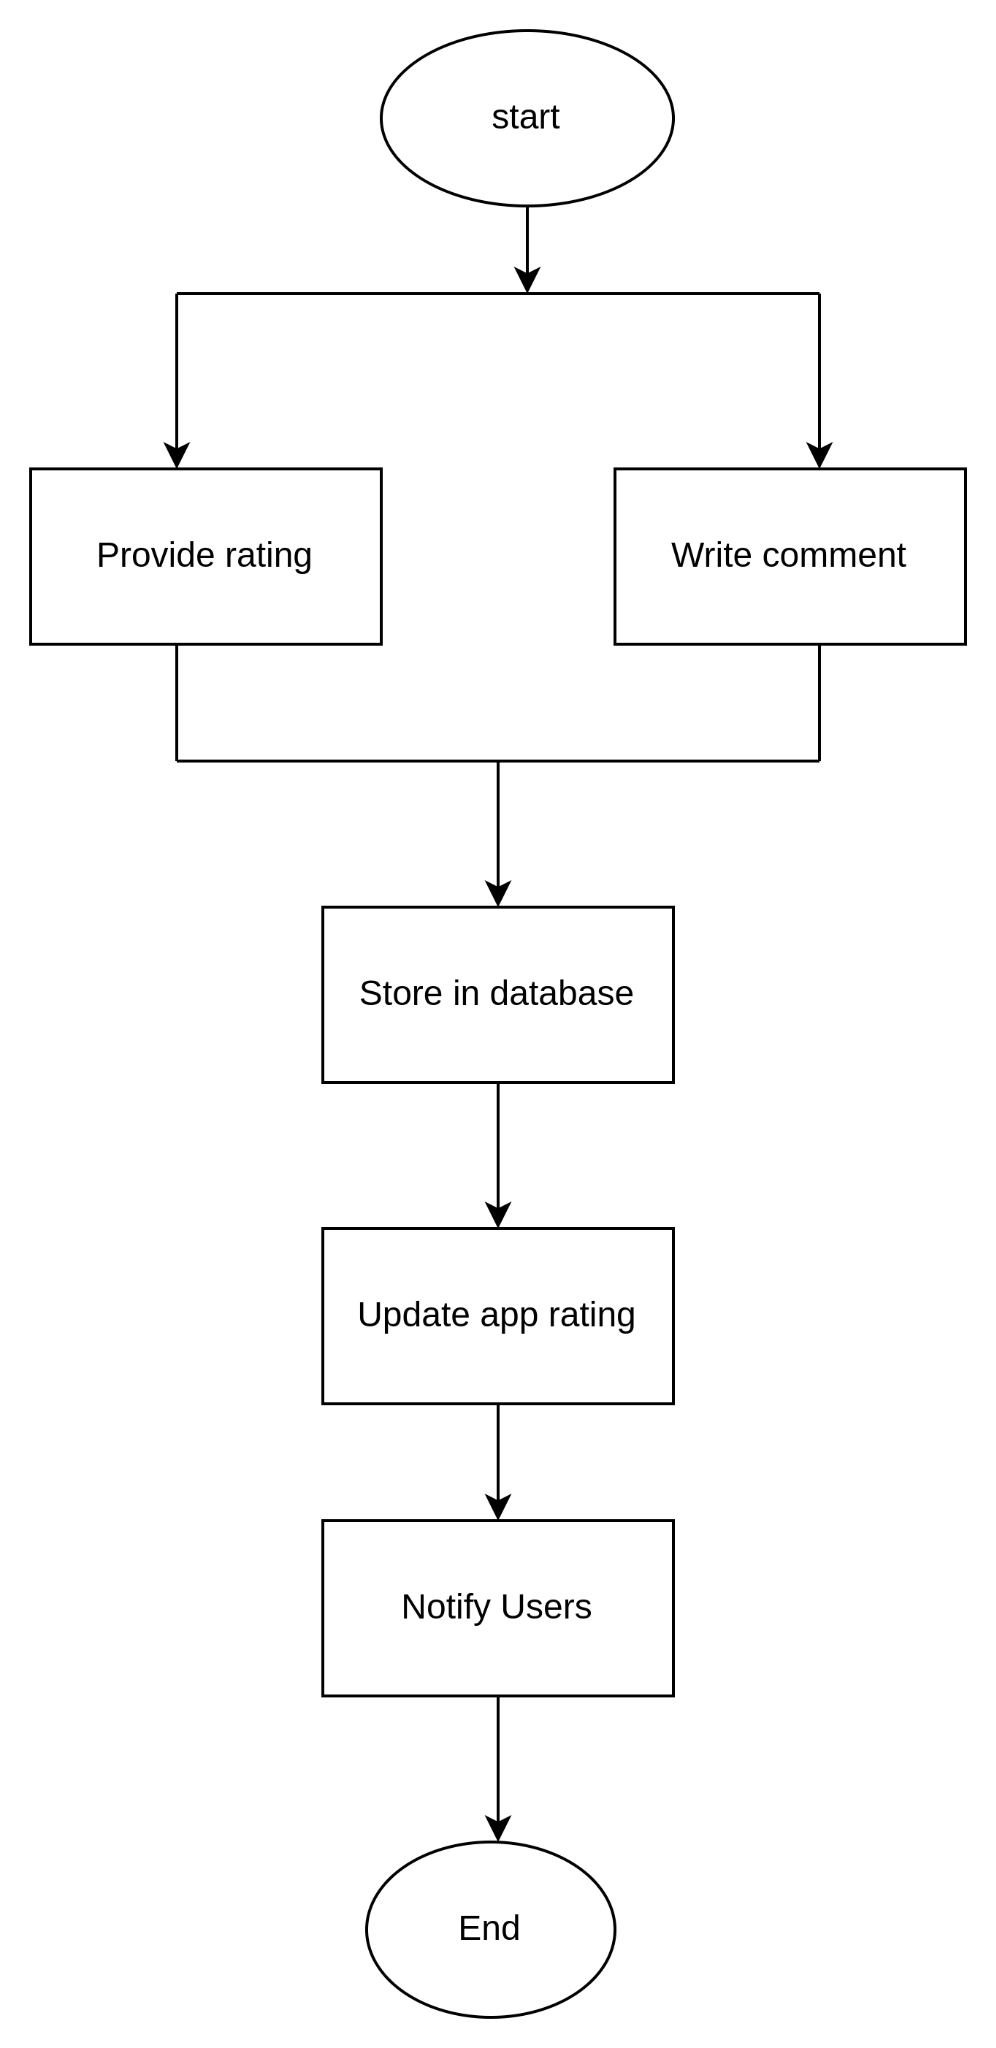 start
Provide rating
Write comment
Store in database
Update app rating
Notify Users
End